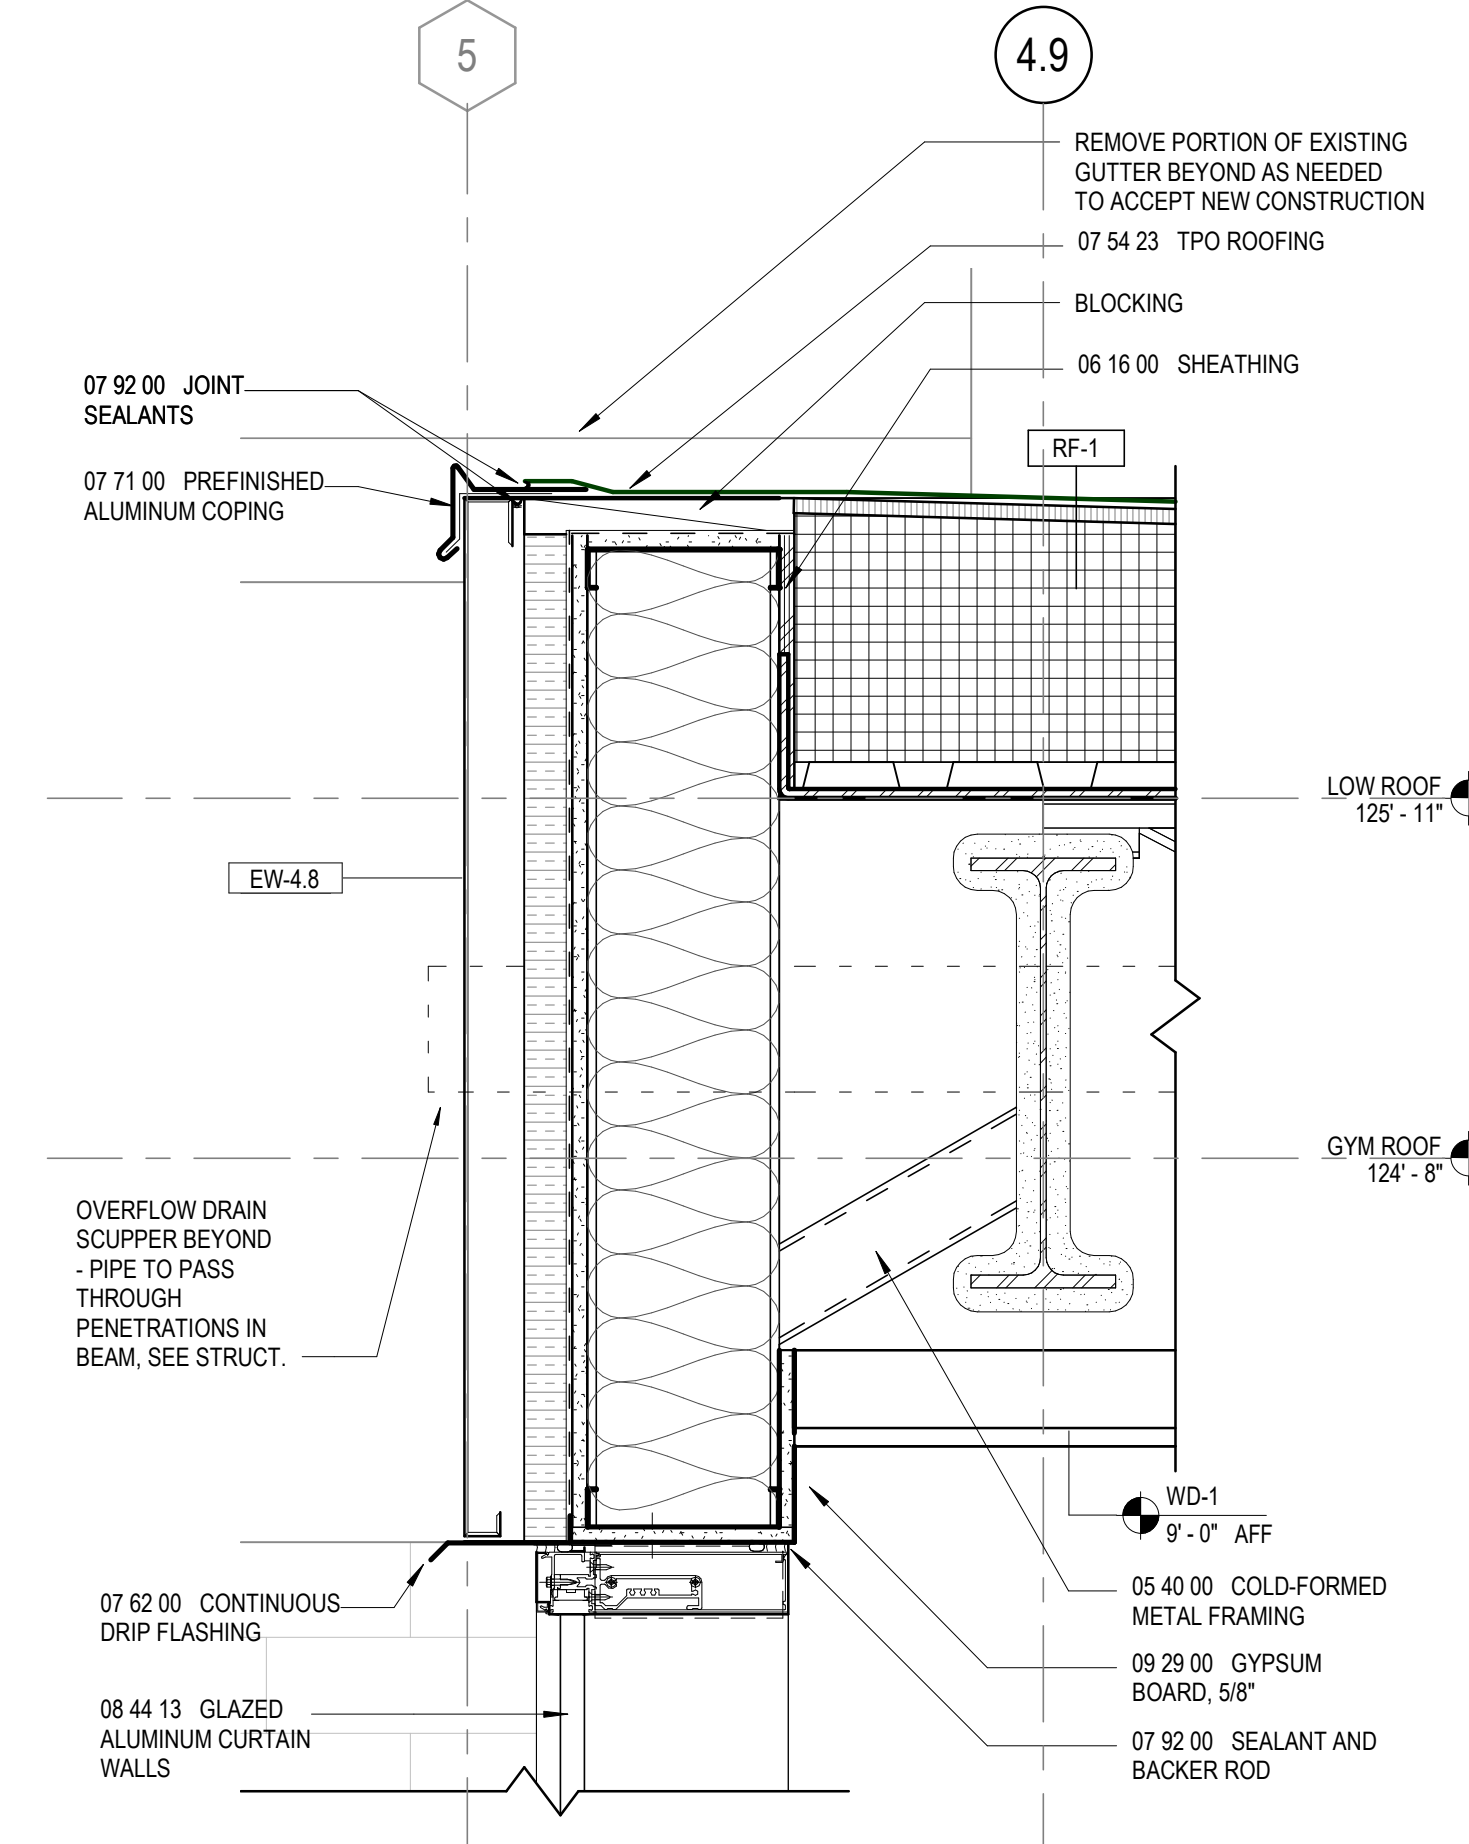 5
4.9
REMOVE PORTION OF EXISTING
GUTTER BEYOND AS NEEDED
TO ACCEPT NEW CONSTRUCTION
07 54 23 TPO ROOFING
BLOCKING
06 16 00 SHEATHING
07 92 00 JOINT
SEALANTS
RF-1
07 71 00 PREFINISHED
ALUMINUM COPING
LOW ROOF
125' - 11"
EW-4.8
GYM ROOF
124' - 8"
OVERFLOW DRAIN
SCUPPER BEYOND
- PIPE TO PASS
THROUGH
PENETRATIONS IN
BEAM, SEE STRUCT.
WD-1
9' - 0" AFF
05 40 00 COLD-FORMED
METAL FRAMING
07 62 00 CONTINUOUS
DRIP FLASHING
09 29 00 GYPSUM
BOARD, 5/8"
08 44 13 GLAZED
ALUMINUM CURTAIN
WALLS
07 92 00 SEALANT AND
BACKER ROD